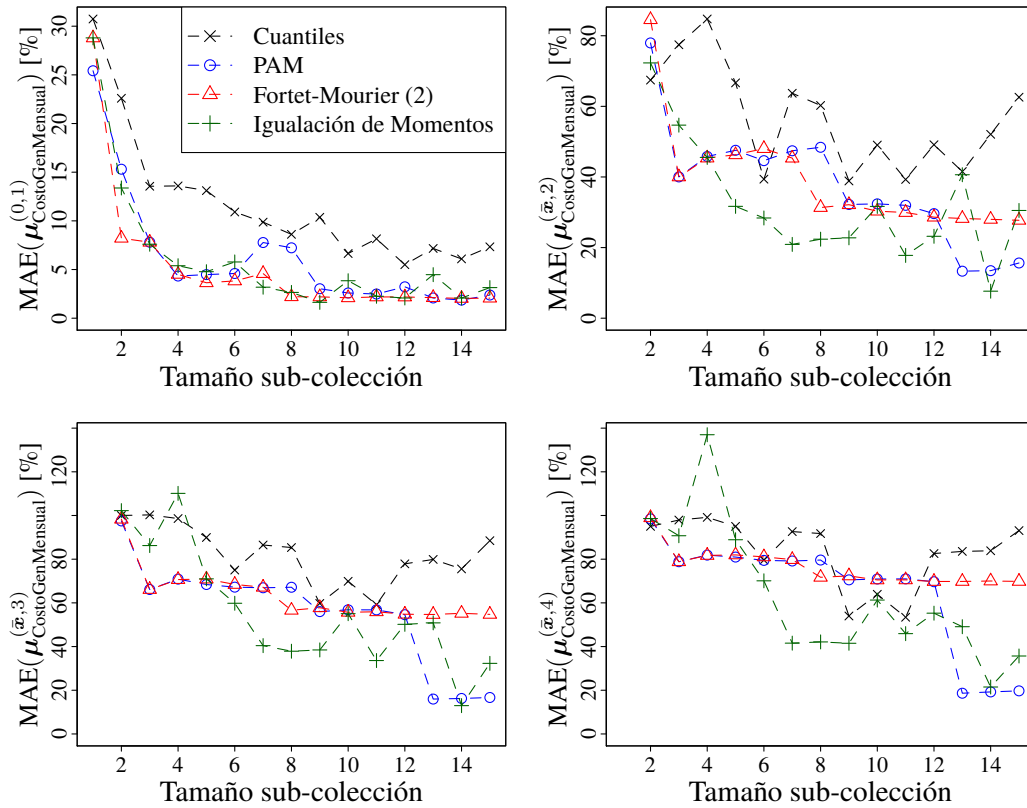 MAE(μ^(0,1)_CostoGenMensual) [%]
30
25
20
15
10
5
0
Cuantiles
PAM
Fortet-Mourier (2)
Igualación de Momentos
2 4 6 8 10 12 14
Tamaño sub-colección
MAE(μ^(x̄,2)_CostoGenMensual) [%]
80
60
40
20
0
2 4 6 8 10 12 14
Tamaño sub-colección
MAE(μ^(x̄,3)_CostoGenMensual) [%]
120
80
60
40
20
0
2 4 6 8 10 12 14
Tamaño sub-colección
MAE(μ^(x̄,4)_CostoGenMensual) [%]
120
80
60
40
20
0
2 4 6 8 10 12 14
Tamaño sub-colección